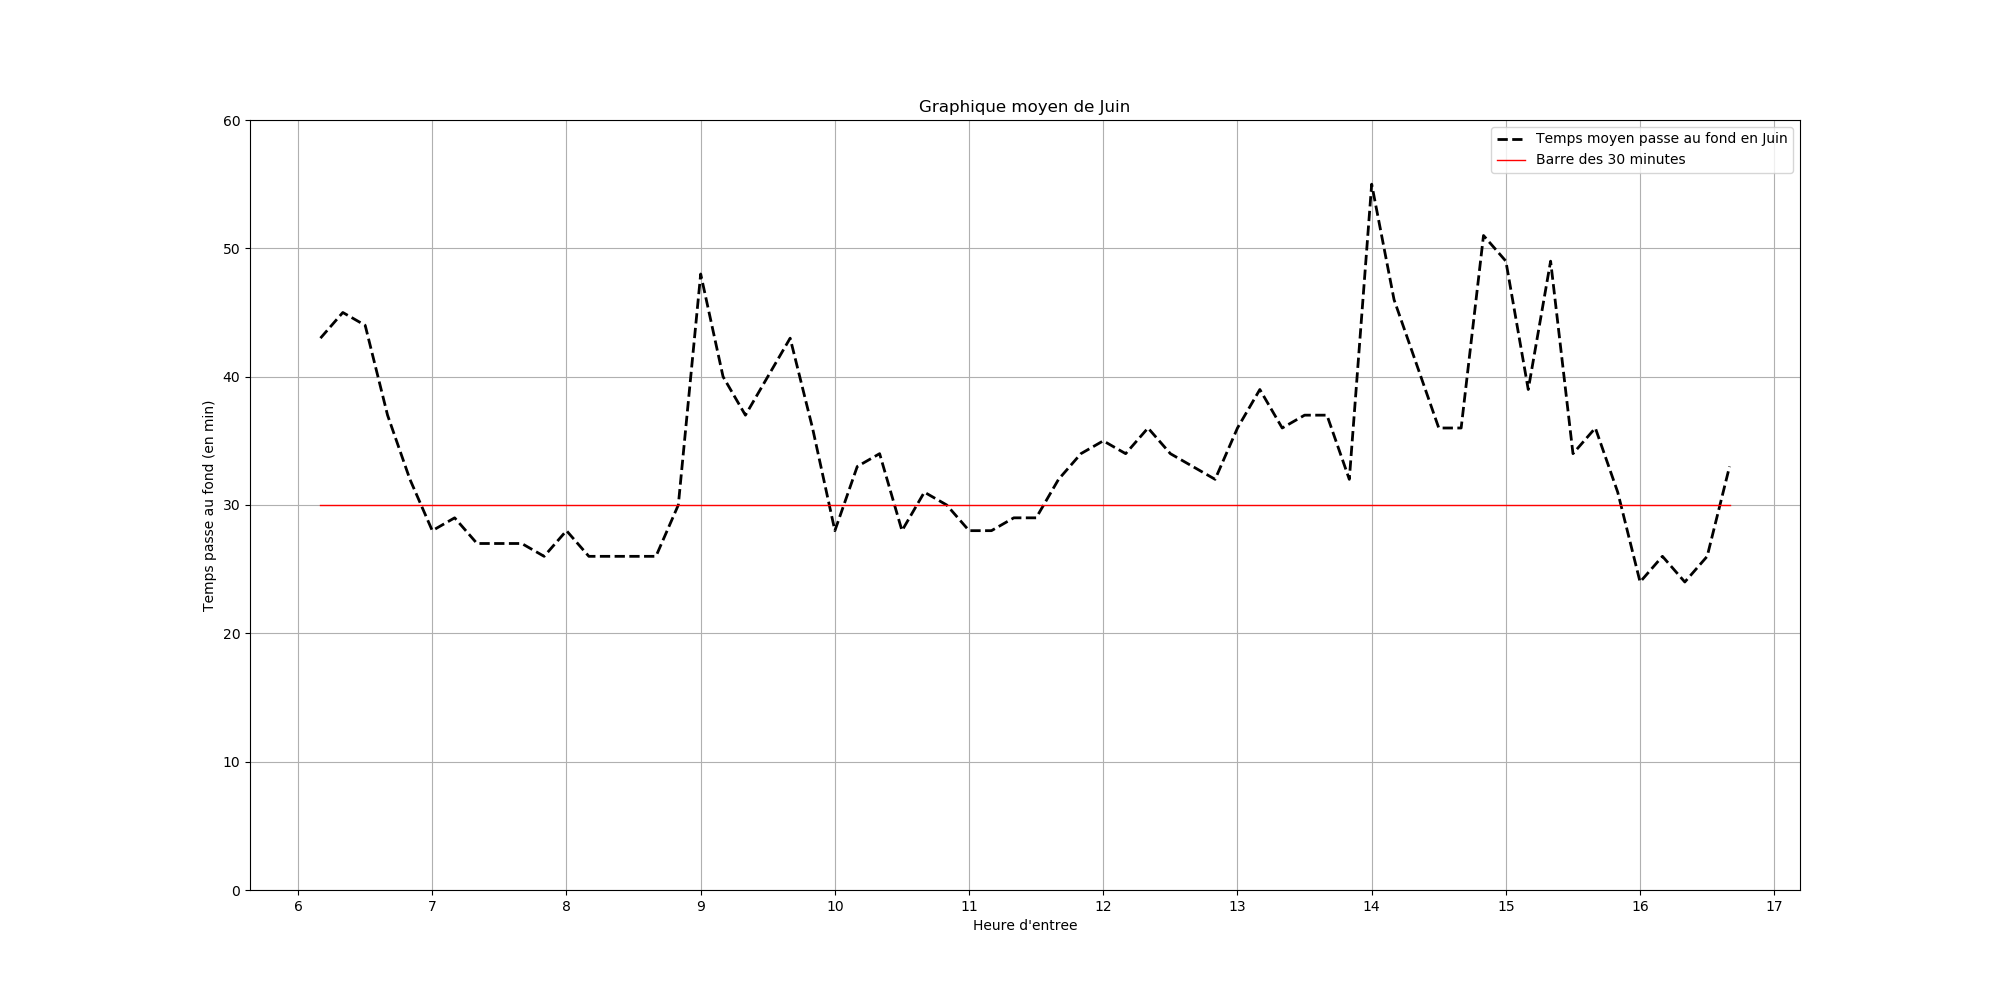 Graphique moyen de Juin
Temps moyen passe au fond en Juin
Barre des 30 minutes
60
50
40
30
20
10
0
Temps passe au fond (en min)
6 7 8 9 10 11 12 13 14 15 16 17
Heure d'entree